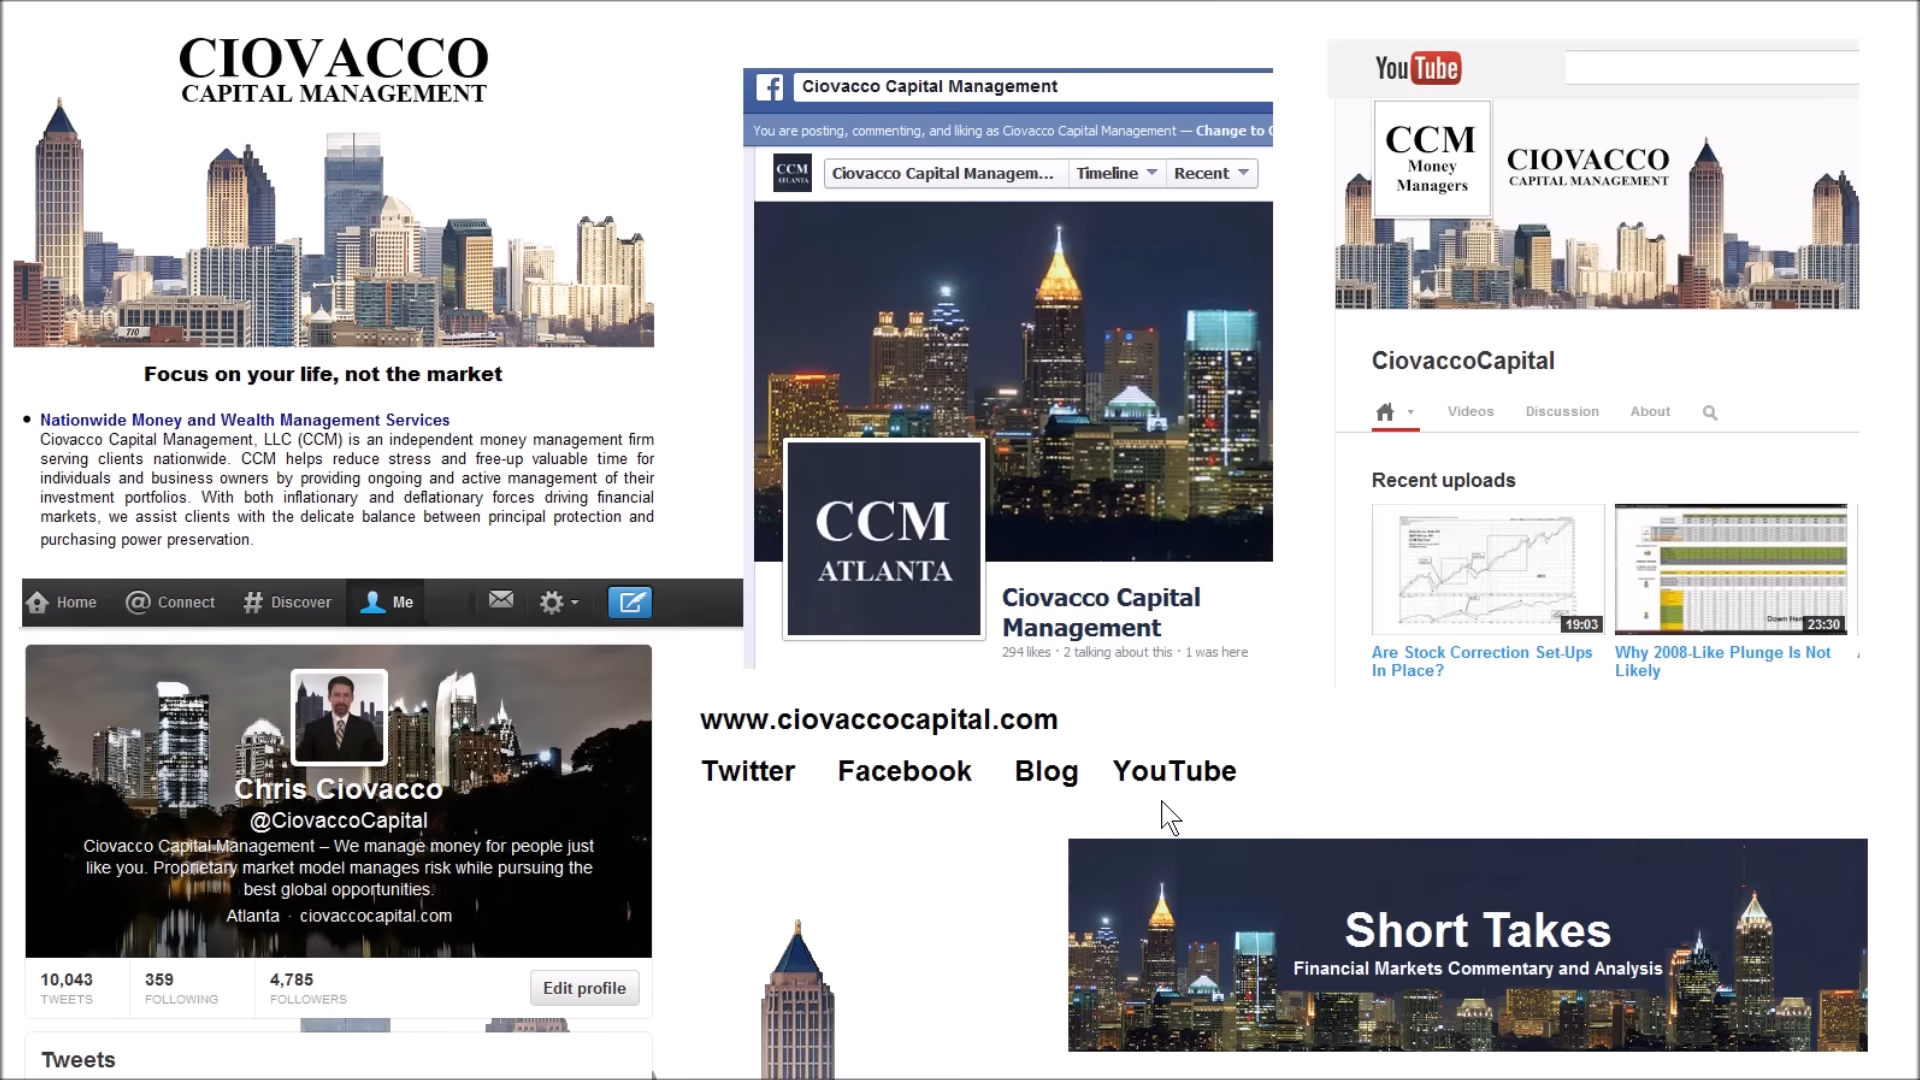 CIOVACCO
CAPITAL MANAGEMENT
Focus on your life, not the market
Nationwide Money and Wealth Management Services
Ciovacco Capital Management, LLC (CCM) is an independent money management firm
serving clients nationwide. CCM helps reduce stress and free-up valuable time for
individuals and business owners by providing ongoing and active management of their
investment portfolios. With both inflationary and deflationary forces driving financial
markets, we assist clients with the delicate balance between principal protection and
purchasing power preservation.
Home @ Connect # Discover Me
Chris Ciovacco
@CiovaccoCapital
Ciovacco Capital Management – We manage money for people just
like you. Proprietary market model manages risk while pursuing the
best global opportunities.
Atlanta · ciovaccocapital.com
10,043 359 4,785
TWEETS FOLLOWING FOLLOWERS
Edit profile
Tweets
f Ciovacco Capital Management
You are posting, commenting, and liking as Ciovacco Capital Management — Change to
CCM
ATLANTA
Ciovacco Capital Managem... Timeline Recent
CCM
ATLANTA
Ciovacco Capital
Management
294 likes · 2 talking about this · 1 was here
www.ciovaccocapital.com
Twitter Facebook Blog YouTube
YouTube
CCM
Money
Managers
CIOVACCO
CAPITAL MANAGEMENT
CiovaccoCapital
Videos Discussion About
Recent uploads
19:03
23:30
Are Stock Correction Set-Ups
In Place?
Why 2008-Like Plunge Is Not
Likely
Short Takes
Financial Markets Commentary and Analysis